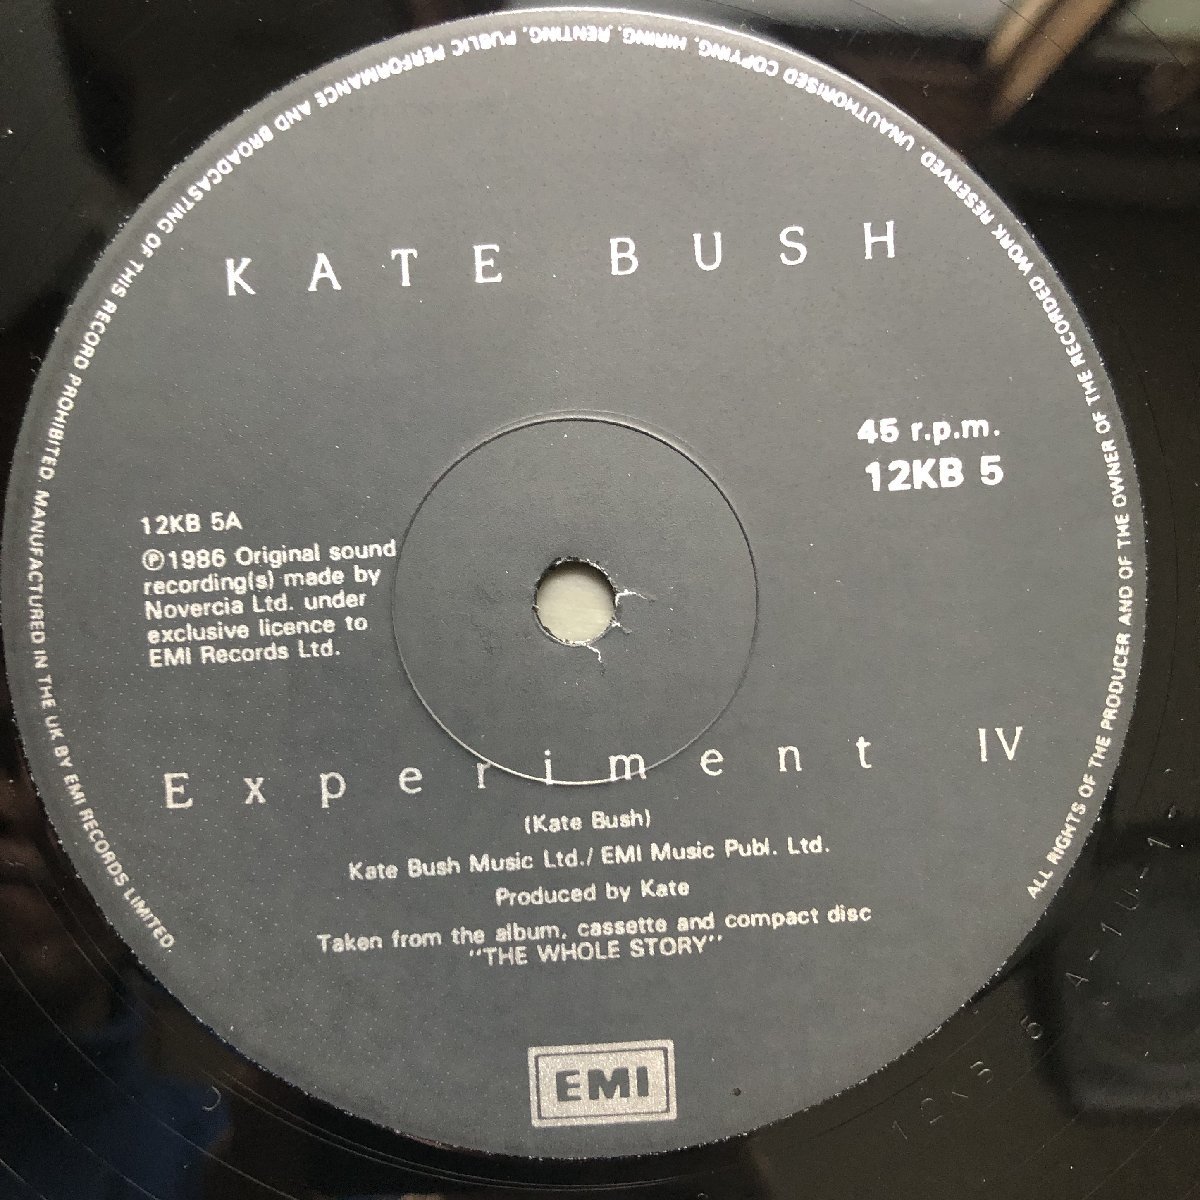 ALL RIGHTS OF THE PRODUCER AND OF THE OWNER OF THE RECORDED WORK RESERVED. UNAUTHORISED COPYING, HIRING, RENTING, PUBLIC PERFORMANCE AND BROADCASTING OF THIS RECORD PROHIBITED. MANUFACTURED IN THE UK BY EMI RECORDS LIMITED
KATE BUSH
45 r.p.m.
12KB 5
12KB 5A
℗1986 Original sound
recording(s) made by
Novercia Ltd. under
exclusive licence to
EMI Records Ltd.
Experiment IV
(Kate Bush)
Kate Bush Music Ltd./ EMI Music Publ. Ltd.
Produced by Kate
Taken from the album, cassette and compact disc
"THE WHOLE STORY"
EMI